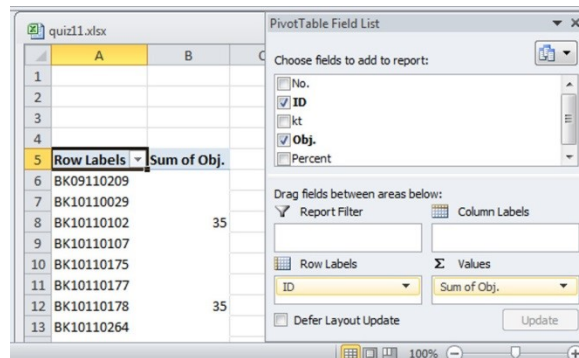 quiz11.xlsx
A B C
1
2
3
4
5 Row Labels Sum of Obj.
6 BK09110209
7 BK10110029
8 BK10110102 35
9 BK10110107
10 BK10110175
11 BK10110177
12 BK10110178 35
13 BK10110264
PivotTable Field List
Choose fields to add to report:
No.
ID
kt
Obj.
Percent
Drag fields between areas below:
Report Filter Column Labels
Row Labels Σ Values
ID Sum of Obj.
Defer Layout Update Update
100%